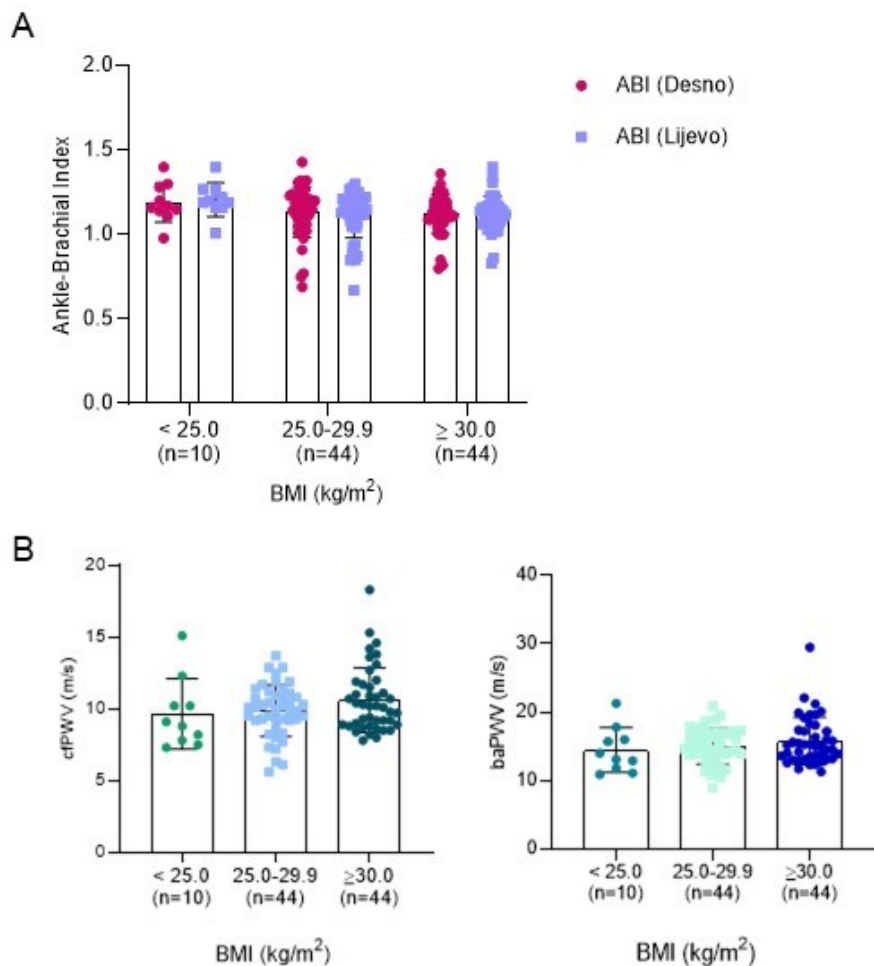 A
2.0
1.5
1.0
0.5
0.0
Ankle-Brachial Index
ABI (Desno)
ABI (Lijevo)
< 25.0
(n=10)
25.0-29.9
(n=44)
≥ 30.0
(n=44)
BMI (kg/m²)
B
20
15
10
5
0
cfPWV (m/s)
< 25.0
(n=10)
25.0-29.9
(n=44)
≥30.0
(n=44)
BMI (kg/m²)
40
30
20
10
0
baPWV (m/s)
< 25.0
(n=10)
25.0-29.9
(n=44)
≥30.0
(n=44)
BMI (kg/m²)